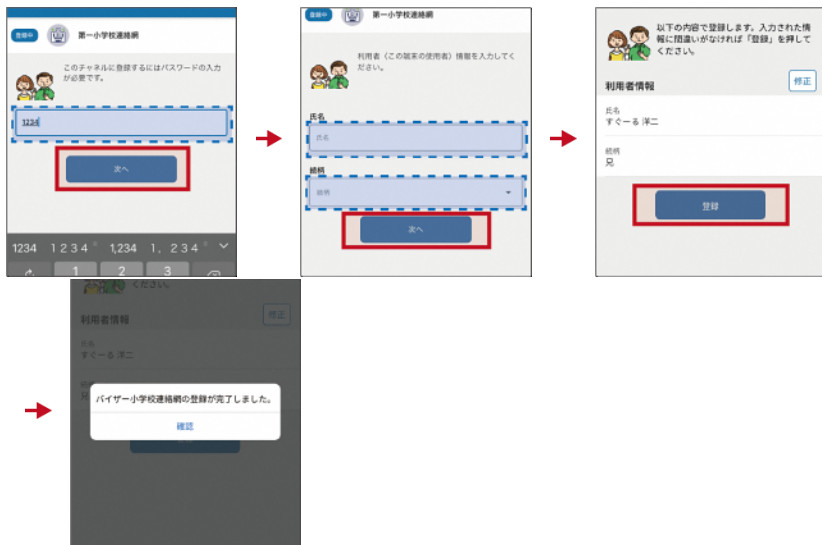 登録中
第一小学校連絡網
このチャネルに登録するにはパスワードの入力
が必要です。
1234
次へ
1234 1 2 3 4 1,234 1, 2 3 4
1 2 3
登録中
第一小学校連絡網
利用者（この端末の使用者）情報を入力してく
ださい。
氏名
氏名
続柄
続柄
次へ
以下の内容で登録します。入力された情
報に間違いがなければ「登録」を押して
ください。
利用者情報
修正
氏名
すぐーる 洋二
続柄
兄
登録
ください。
利用者情報
修正
氏名
すぐーる 洋二
兄
バイザー小学校連絡網の登録が完了しました。
確認